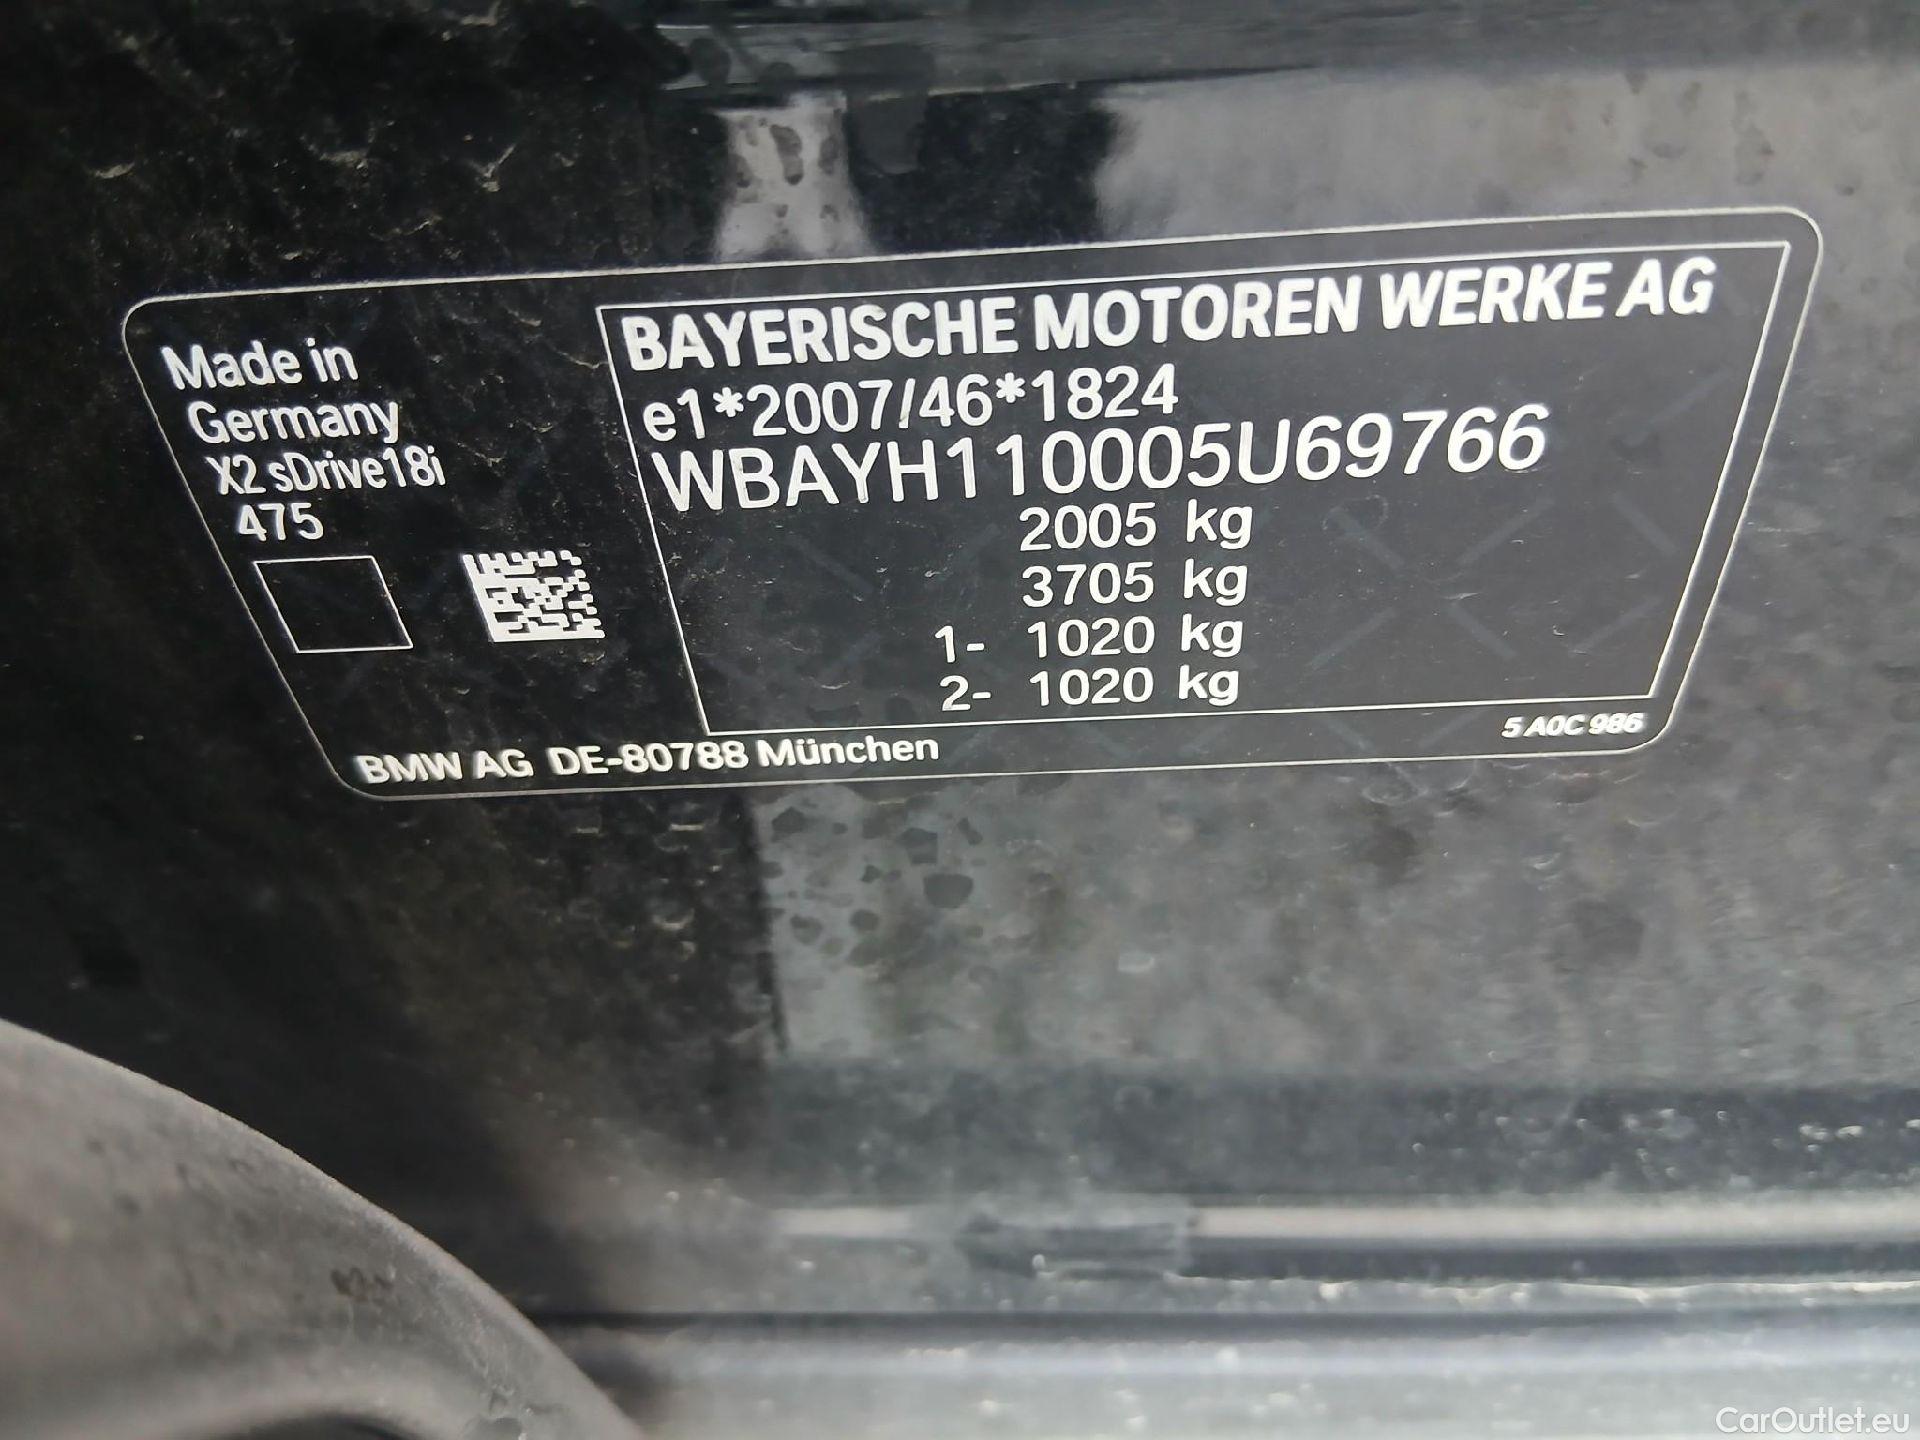 Made in
Germany
X2 sDrive18i
475
BAYERISCHE MOTOREN WERKE AG
e1*2007/46*1824
WBAYH110005U69766
2005 kg
3705 kg
1- 1020 kg
2- 1020 kg
BMW AG DE-80788 München
5 A0C 986
CarOutlet.eu